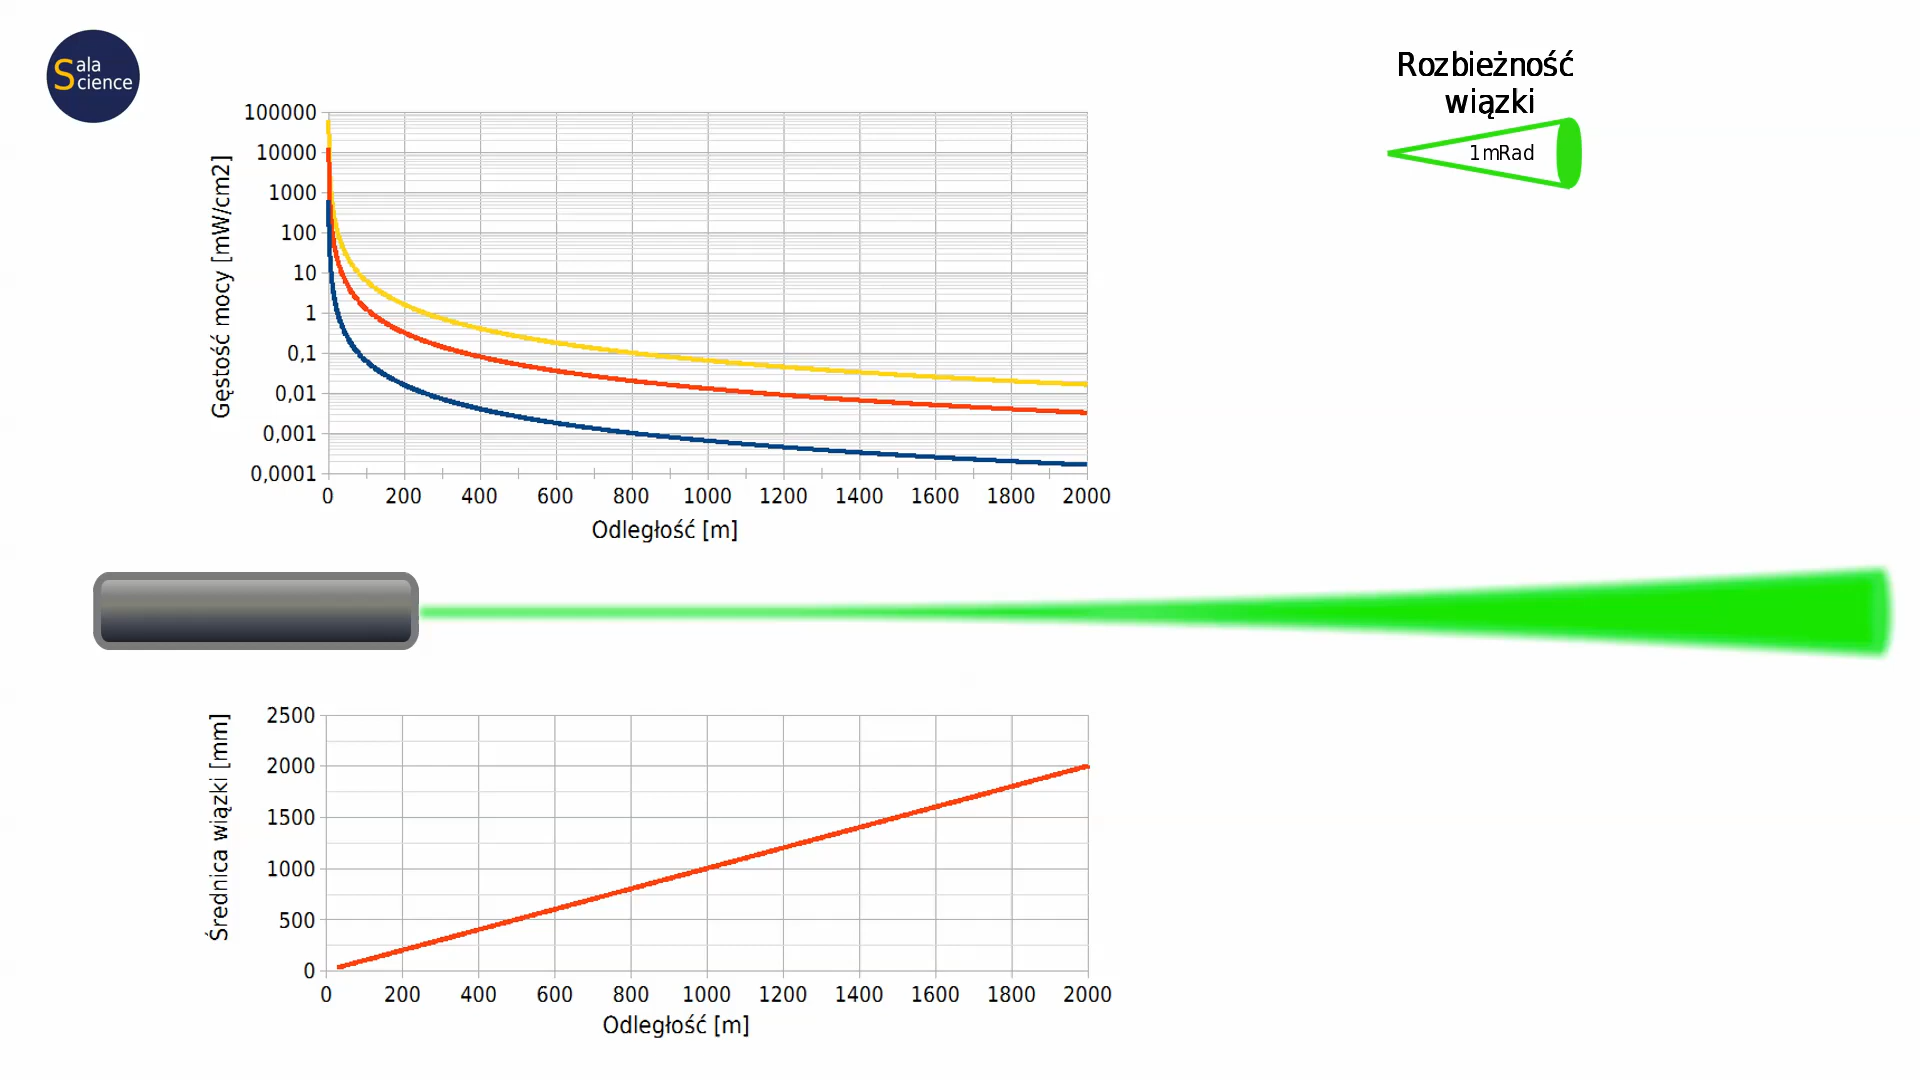 Sala
Science
Rozbieżność
wiązki
1mRad
Gęstość mocy [mW/cm2]
100000
10000
1000
100
10
1
0,1
0,01
0,001
0,0001
0 200 400 600 800 1000 1200 1400 1600 1800 2000
Odległość [m]
Średnica wiązki [mm]
2500
2000
1500
1000
500
0
0 200 400 600 800 1000 1200 1400 1600 1800 2000
Odległość [m]